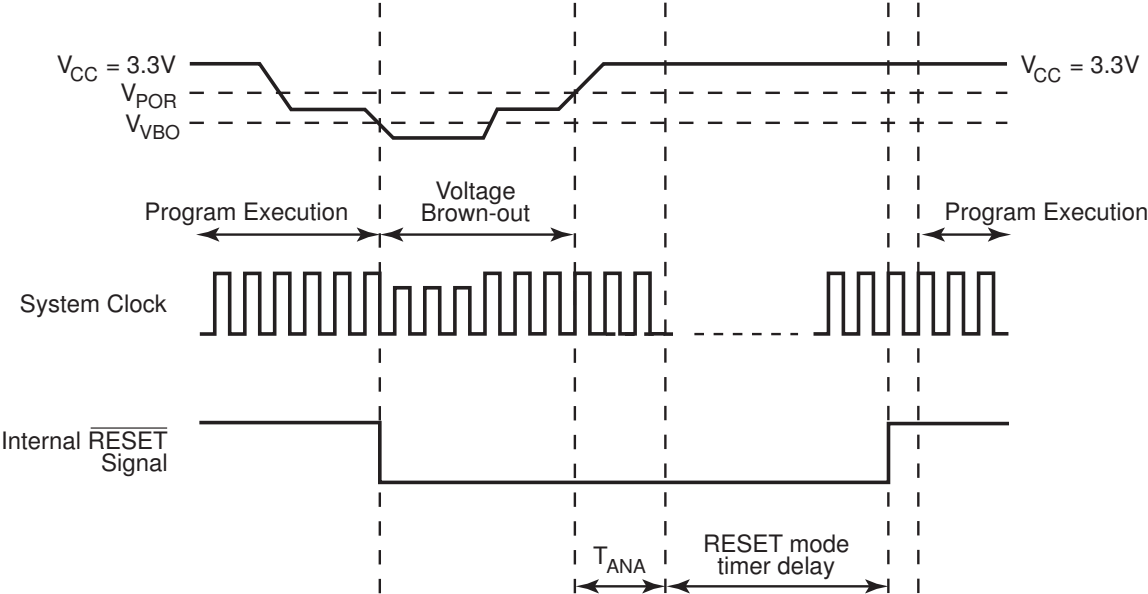 V_CC = 3.3V
V_CC = 3.3V
V_POR
V_VBO
Voltage
Brown-out
Program Execution
Program Execution
System Clock
Internal RESET
Signal
RESET mode
timer delay
T_ANA